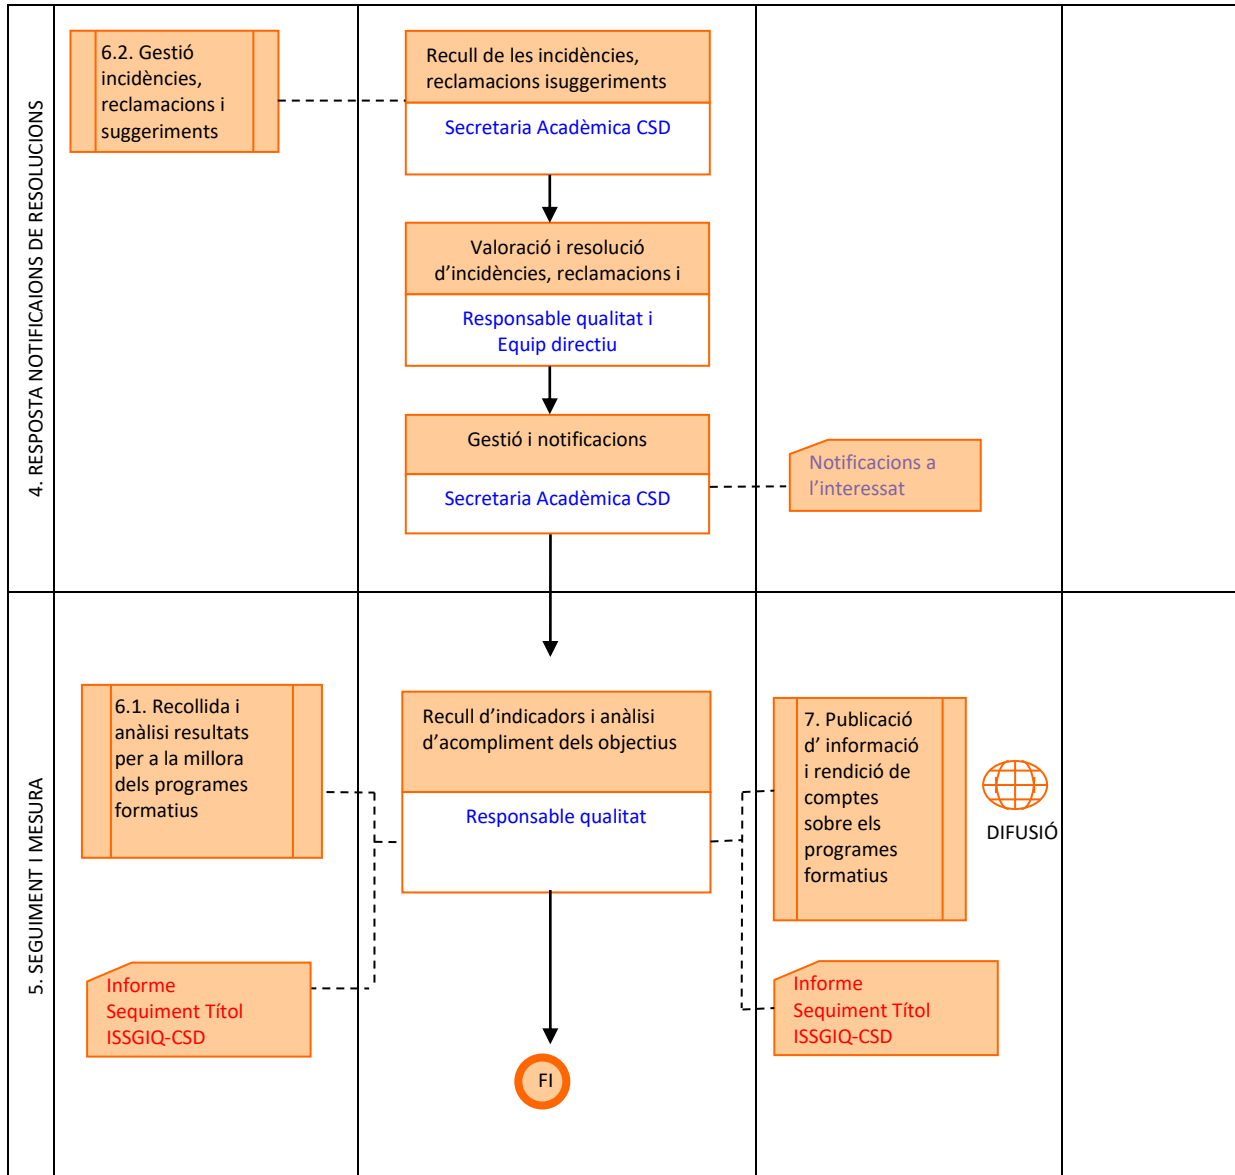 4. RESPOSTA NOTIFICAIONS DE RESOLUCIONS
6.2. Gestió
incidències,
reclamacions i
suggeriments
Recull de les incidències,
reclamacions isuggeriments
Secretaria Acadèmica CSD
Valoració i resolució
d’incidències, reclamacions i
Responsable qualitat i
Equip directiu
Gestió i notificacions
Secretaria Acadèmica CSD
Notificacions a
l’interessat
5. SEGUIMENT I MESURA
6.1. Recollida i
anàlisi resultats
per a la millora
dels programes
formatius
Recull d’indicadors i anàlisi
d’acompliment dels objectius
Responsable qualitat
7. Publicació
d’ informació
i rendició de
comptes
sobre els
programes
formatius
DIFUSIÓ
Informe
Sequiment Títol
ISSGIQ-CSD
Informe
Sequiment Títol
ISSGIQ-CSD
FI